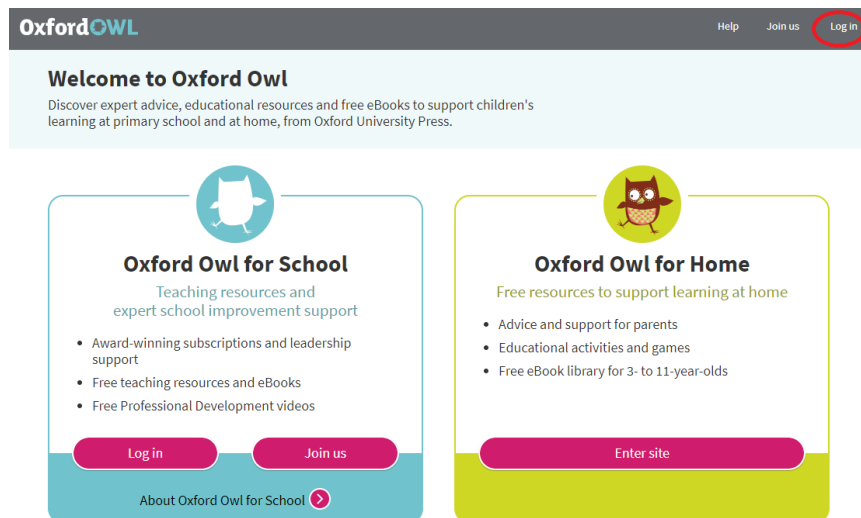 OxfordOWL
Help
Join us
Log in
Welcome to Oxford Owl
Discover expert advice, educational resources and free eBooks to support children's
learning at primary school and at home, from Oxford University Press.
Oxford Owl for School
Teaching resources and
expert school improvement support
• Award-winning subscriptions and leadership
support
• Free teaching resources and eBooks
• Free Professional Development videos
Log in
Join us
About Oxford Owl for School
Oxford Owl for Home
Free resources to support learning at home
• Advice and support for parents
• Educational activities and games
• Free eBook library for 3- to 11-year-olds
Enter site